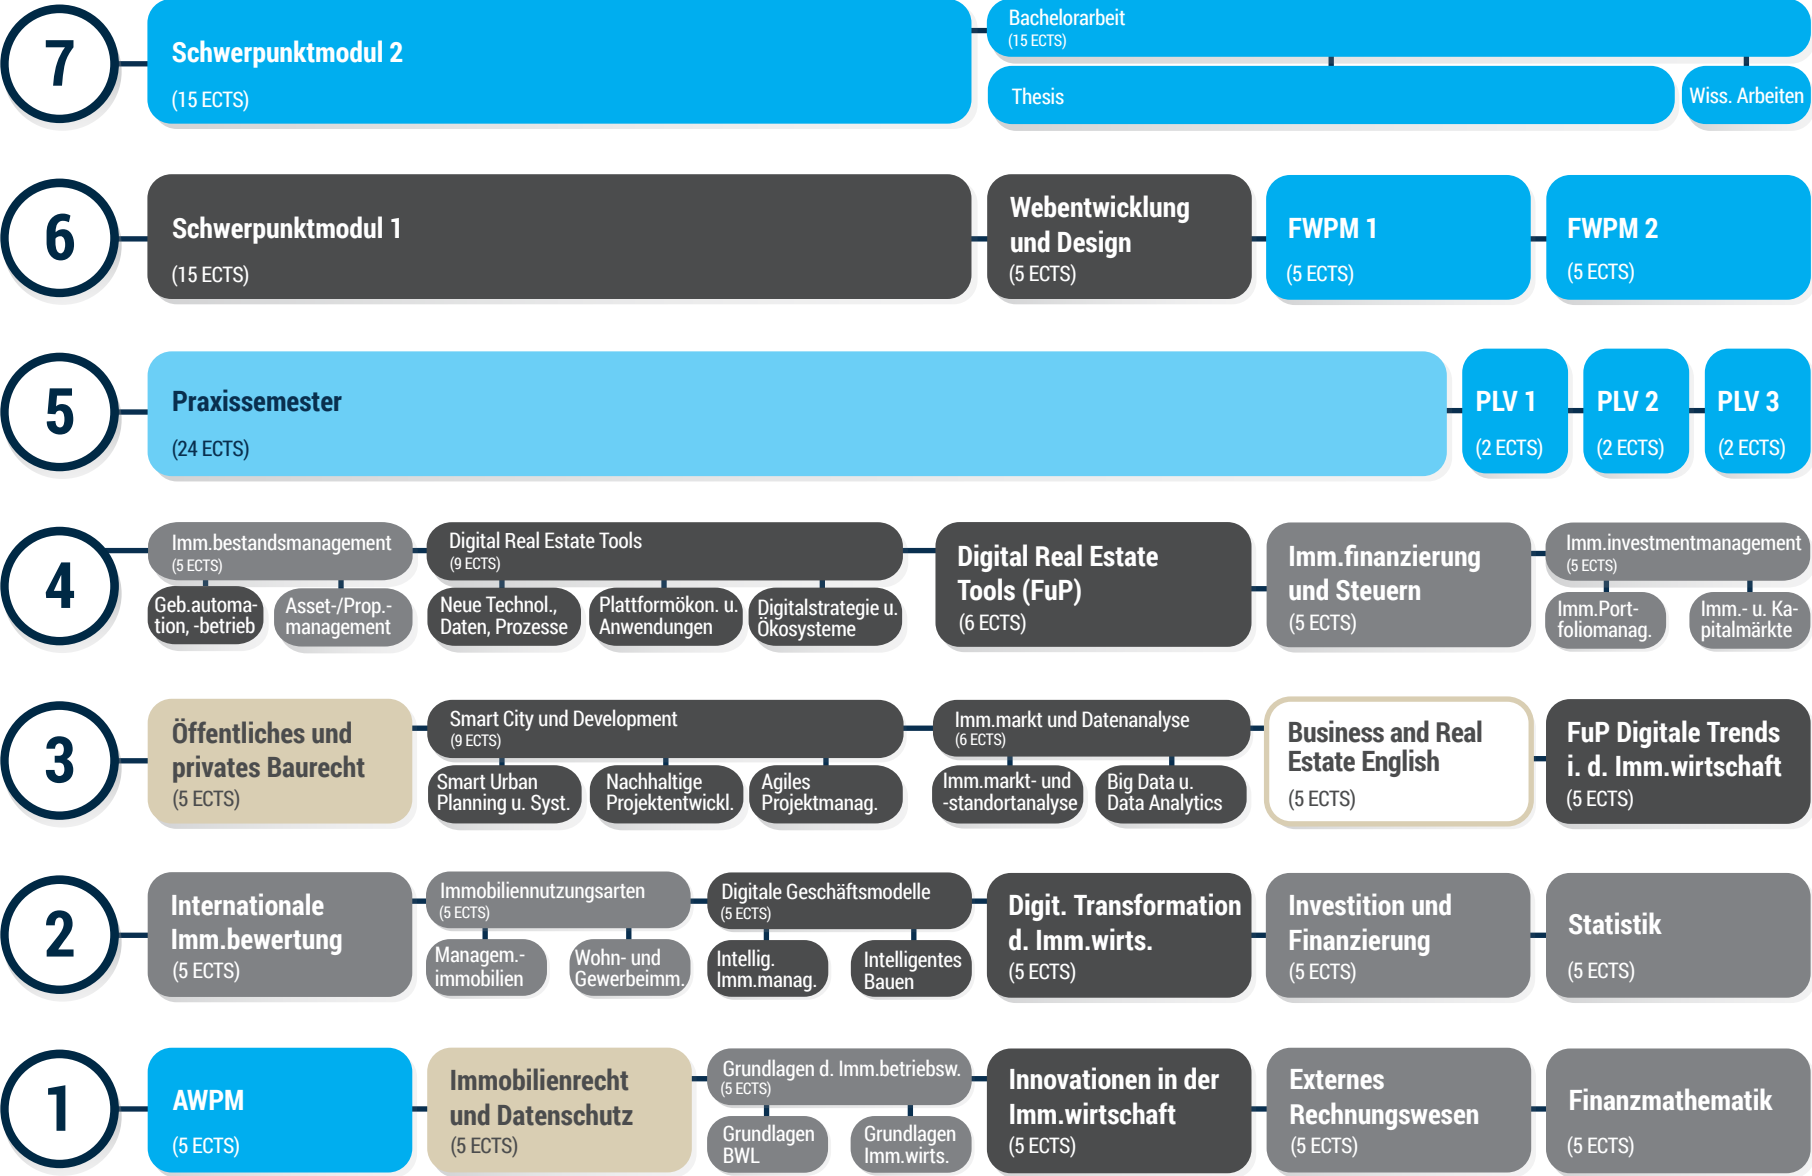 7
Schwerpunktmodul 2
(15 ECTS)
Bachelorarbeit
(15 ECTS)
Thesis
Wiss. Arbeiten
6
Schwerpunktmodul 1
(15 ECTS)
Webentwicklung
und Design
(5 ECTS)
FWPM 1
(5 ECTS)
FWPM 2
(5 ECTS)
5
Praxissemester
(24 ECTS)
PLV 1
(2 ECTS)
PLV 2
(2 ECTS)
PLV 3
(2 ECTS)
4
Imm.bestandsmanagement
(5 ECTS)
Geb.automa-
tion, -betrieb
Asset-/Prop.-
management
Digital Real Estate Tools
(9 ECTS)
Neue Technol.,
Daten, Prozesse
Plattformökon. u.
Anwendungen
Digitalstrategie u.
Ökosysteme
Digital Real Estate
Tools (FuP)
(6 ECTS)
Imm.finanzierung
und Steuern
(5 ECTS)
Imm.investmentmanagement
(5 ECTS)
Imm.Port-
foliomanag.
Imm.- u. Ka-
pitalmärkte
3
Öffentliches und
privates Baurecht
(5 ECTS)
Smart City und Development
(9 ECTS)
Smart Urban
Planning u. Syst.
Nachhaltige
Projektentwickl.
Agiles
Projektmanag.
Imm.markt und Datenanalyse
(6 ECTS)
Imm.markt- und
-standortanalyse
Big Data u.
Data Analytics
Business and Real
Estate English
(5 ECTS)
FuP Digitale Trends
i. d. Imm.wirtschaft
(5 ECTS)
2
Internationale
Imm.bewertung
(5 ECTS)
Immobiliennutzungsarten
(5 ECTS)
Managem.-
immobilien
Wohn- und
Gewerbeimm.
Digitale Geschäftsmodelle
(5 ECTS)
Intellig.
Imm.manag.
Intelligentes
Bauen
Digit. Transformation
d. Imm.wirts.
(5 ECTS)
Investition und
Finanzierung
(5 ECTS)
Statistik
(5 ECTS)
1
AWPM
(5 ECTS)
Immobilienrecht
und Datenschutz
(5 ECTS)
Grundlagen d. Imm.betriebsw.
(5 ECTS)
Grundlagen
BWL
Grundlagen
Imm.wirts.
Innovationen in der
Imm.wirtschaft
(5 ECTS)
Externes
Rechnungswesen
(5 ECTS)
Finanzmathematik
(5 ECTS)